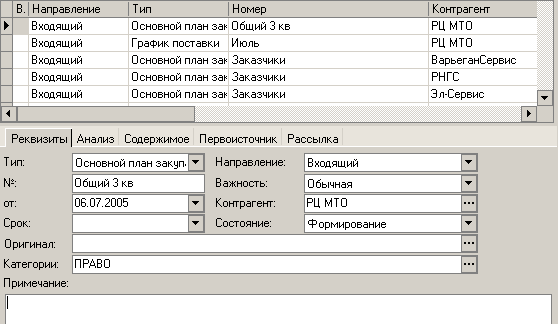 В. Направление Тип Номер Контрагент
Входящий Основной план зак Общий 3 кв РЦ МТО
Входящий График поставки Июль РЦ МТО
Входящий Основной план зак Заказчики ВарьеганСервис
Входящий Основной план зак Заказчики РНГС
Входящий Основной план зак Заказчики Эл-Сервис
Реквизиты Анализ Содержимое Первоисточник Рассылка
Тип: Основной план закуп. Направление: Входящий
№: Общий 3 кв Важность: Обычная
от: 06.07.2005 Контрагент: РЦ МТО
Срок: Состояние: Формирование
Оригинал:
Категории: ПРАВО
Примечание: